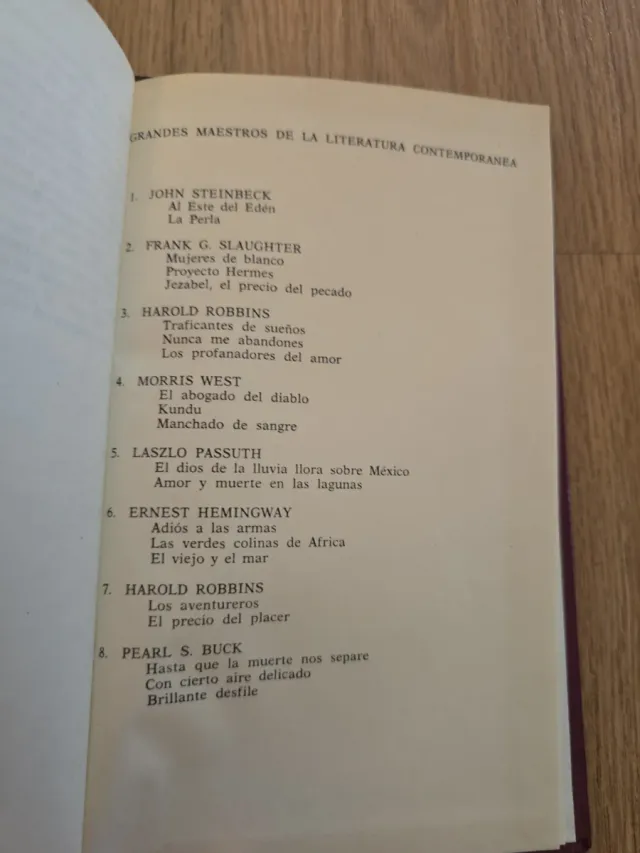 GRANDES MAESTROS DE LA LITERATURA CONTEMPORANEA
1. JOHN STEINBECK
Al Este del Edén
La Perla
2. FRANK G. SLAUGHTER
Mujeres de blanco
Proyecto Hermes
Jezabel, el precio del pecado
3. HAROLD ROBBINS
Traficantes de sueños
Nunca me abandones
Los profanadores del amor
4. MORRIS WEST
El abogado del diablo
Kundu
Manchado de sangre
5. LASZLO PASSUTH
El dios de la lluvia llora sobre México
Amor y muerte en las lagunas
6. ERNEST HEMINGWAY
Adiós a las armas
Las verdes colinas de Africa
El viejo y el mar
7. HAROLD ROBBINS
Los aventureros
El precio del placer
8. PEARL S. BUCK
Hasta que la muerte nos separe
Con cierto aire delicado
Brillante desfile